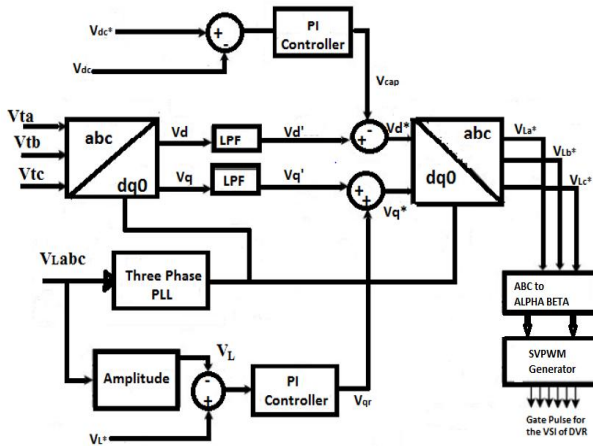 Vdc*
+
-
PI
Controller
Vdc
Vcap
Vta
Vtb
Vtc
abc
dq0
Vd
LPF
Vd'
+
-
Vd*
Vq
LPF
Vq'
+
+
Vq*
abc
dq0
VLa*
VLb*
VLc*
VLabc
Three Phase
PLL
ABC to
ALPHA BETA
Amplitude
VL
-
+
PI
Controller
Vqr
SVPWM
Generator
VL*
Gate Pulse for
the VSI of DVR